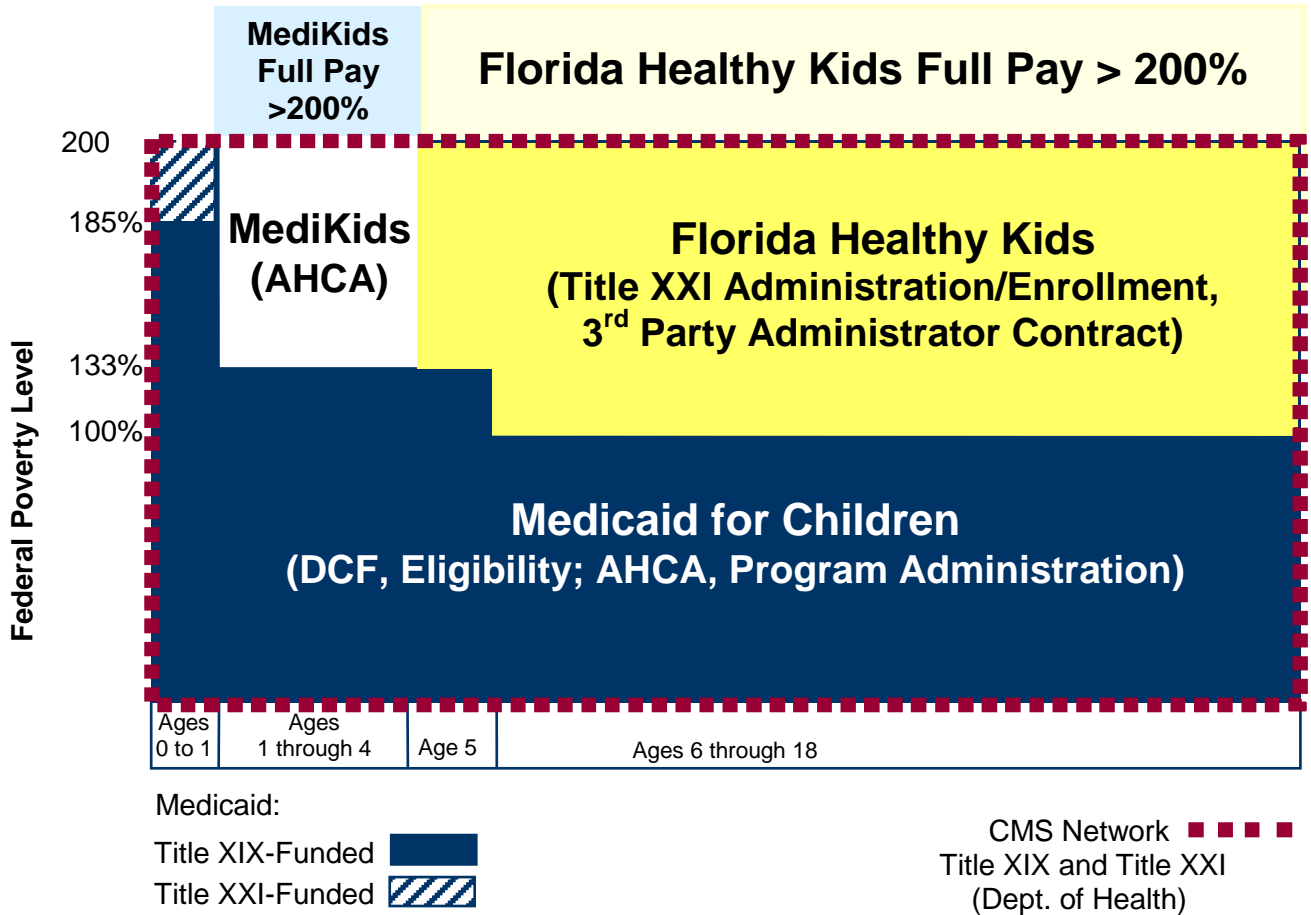 MediKids
Full Pay
>200%
Florida Healthy Kids Full Pay > 200%
200
185%
133%
100%
Federal Poverty Level
MediKids
(AHCA)
Florida Healthy Kids
(Title XXI Administration/Enrollment,
3rd Party Administrator Contract)
Medicaid for Children
(DCF, Eligibility; AHCA, Program Administration)
Ages
0 to 1
Ages
1 through 4
Age 5
Ages 6 through 18
Medicaid:
Title XIX-Funded
Title XXI-Funded
CMS Network
Title XIX and Title XXI
(Dept. of Health)